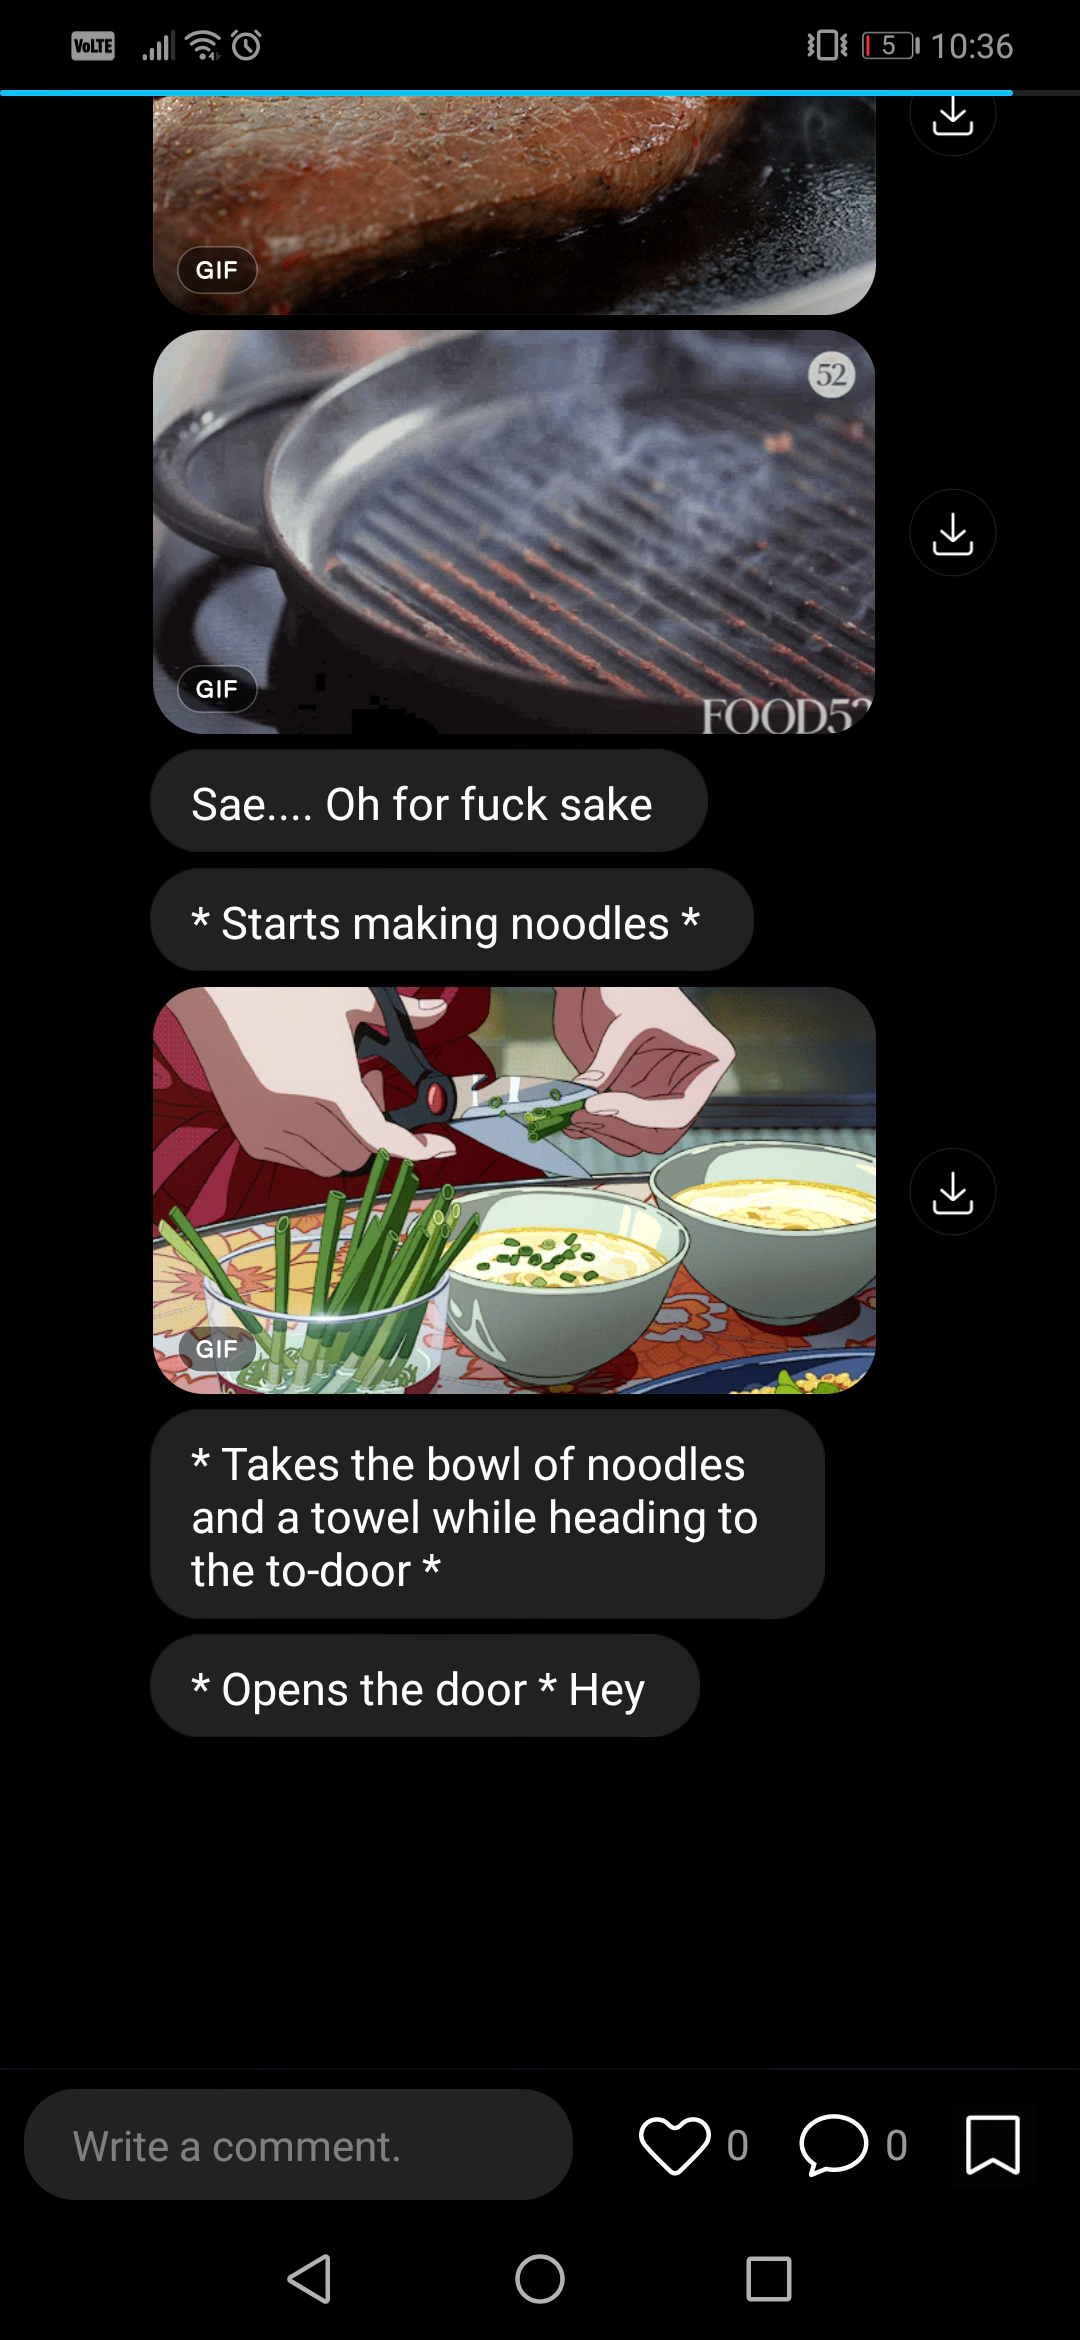 VoLTE
5
10:36
GIF
52
GIF
FOOD52
Sae.... Oh for fuck sake
* Starts making noodles *
GIF
* Takes the bowl of noodles
and a towel while heading to
the to-door *
* Opens the door * Hey
Write a comment.
0
0